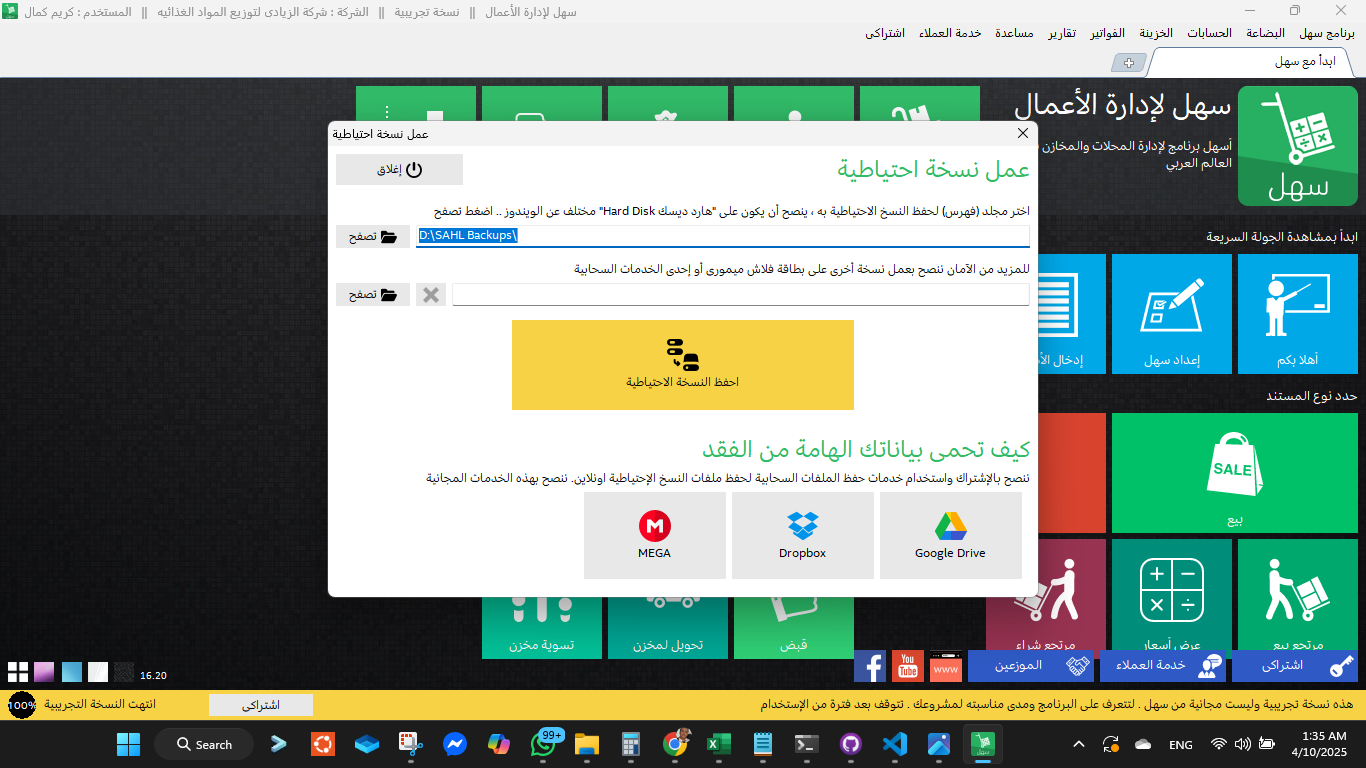 سهل لإدارة الأعمال || نسخة تجريبية || الشركة : شركة الزيادى لتوزيع المواد الغذائيه || المستخدم : كريم كمال
برنامج سهل البضاعة الحسابات الخزينة الفواتير تقارير مساعدة خدمة العملاء اشتراكى
ابدأ مع سهل
سهل لإدارة الأعمال
أسهل برنامج لإدارة المحلات والمخازن
العالم العربي
سهل
عمل نسخة احتياطية
عمل نسخة احتياطية
إغلاق
اختر مجلد (فهرس) لحفظ النسخ الاحتياطية به ، ينصح أن يكون على "هارد ديسك Hard Disk" مختلف عن الويندوز .. اضغط تصفح
D:\SAHL Backups\
تصفح
للمزيد من الآمان ننصح بعمل نسخة أخرى على بطاقة فلاش ميمورى أو إحدى الخدمات السحابية
تصفح
احفظ النسخة الاحتياطية
كيف تحمى بياناتك الهامة من الفقد
ننصح بالإشتراك واستخدام خدمات حفظ الملفات السحابية لحفظ ملفات النسخ الإحتياطية اونلاين. ننصح بهذه الخدمات المجانية
Google Drive
Dropbox
MEGA
ابدأ بمشاهدة الجولة السريعة
أهلا بكم
إعداد سهل
إدخال
حدد نوع المستند
SALE
بيع
مرتجع بيع
عرض أسعار
مرتجع شراء
قبض
تحويل لمخزن
تسوية مخزن
اشتراكى
خدمة العملاء
الموزعين
www
You
Tube
16.20
هذه نسخة تجريبية وليست مجانية من سهل . لتتعرف على البرنامج ومدى مناسبته لمشروعك . تتوقف بعد فترة من الإستخدام
اشتراكى
انتهت النسخة التجريبية
100%
Search
99+
سهل
ENG
1:35 AM
4/10/2025